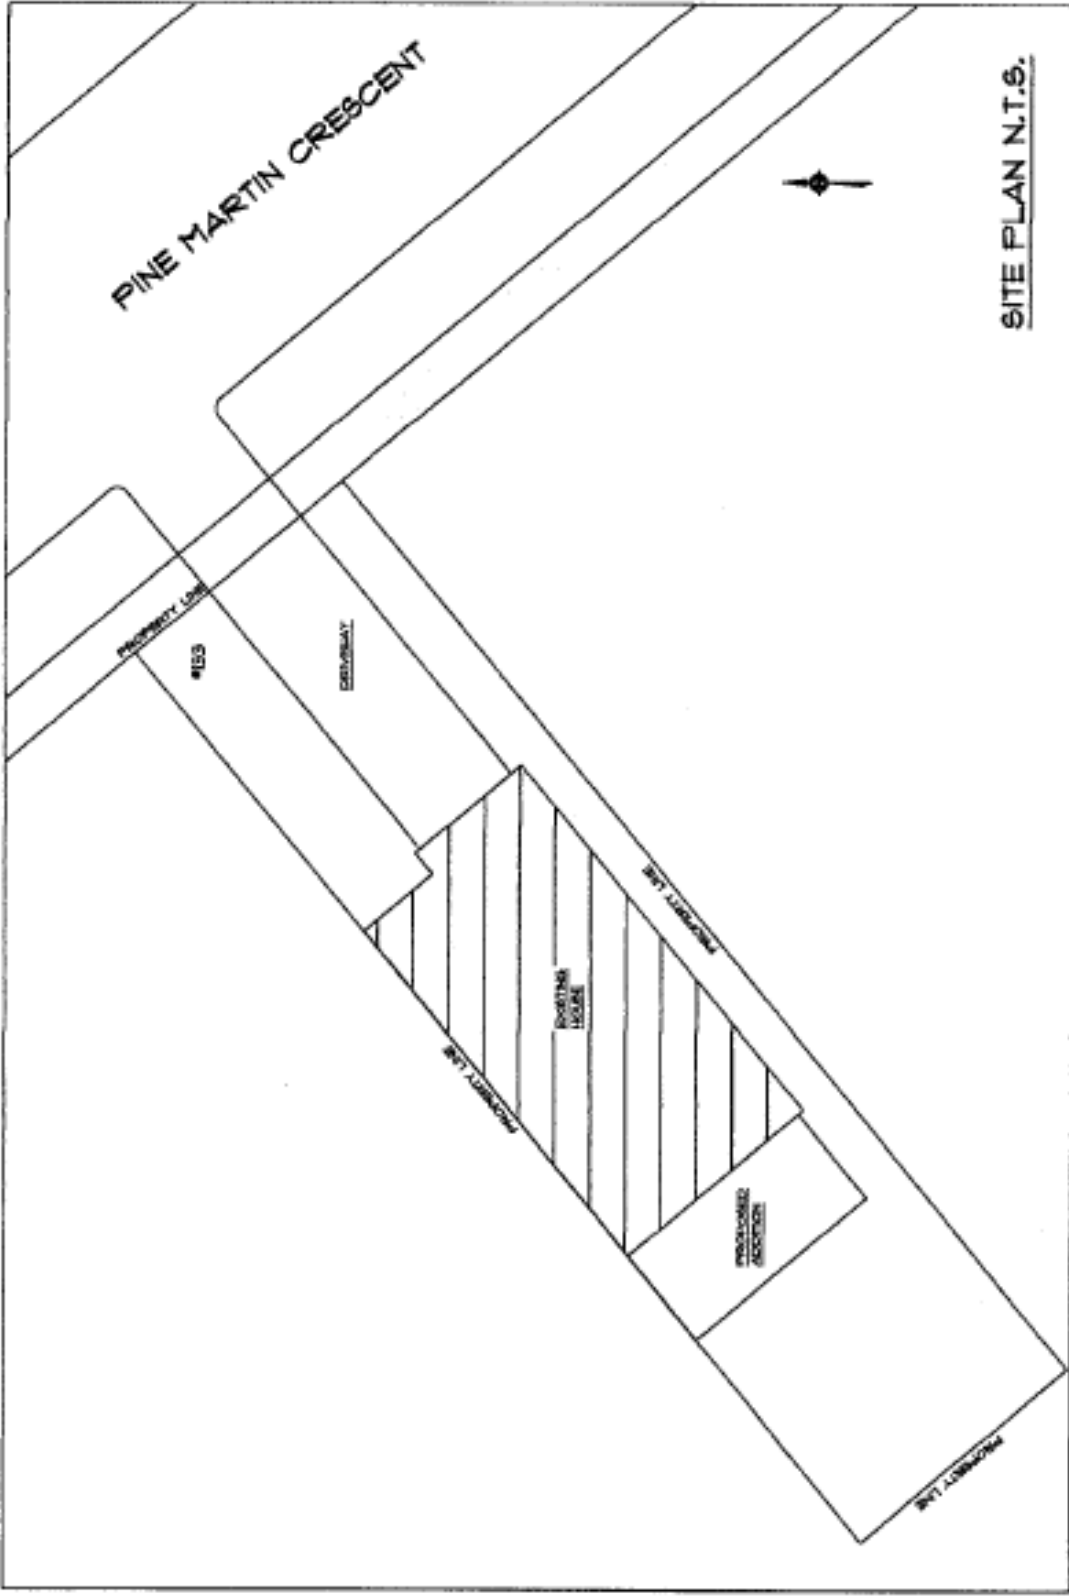 PINE MARTIN CRESCENT
SITE PLAN N.T.S.
PROPERTY LINE
#133
DRIVEWAY
PROPERTY LINE
EXISTING
HOUSE
PROPERTY LINE
PROPOSED
ADDITION
PROPERTY LINE